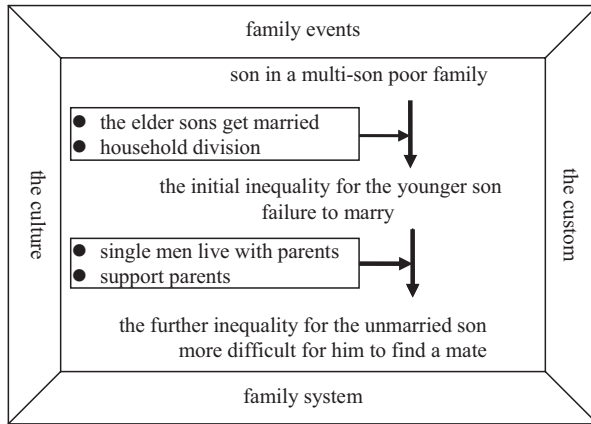 family events
son in a multi-son poor family
● the elder sons get married
● household division
the culture
the custom
the initial inequality for the younger son
failure to marry
● single men live with parents
● support parents
the further inequality for the unmarried son
more difficult for him to find a mate
family system